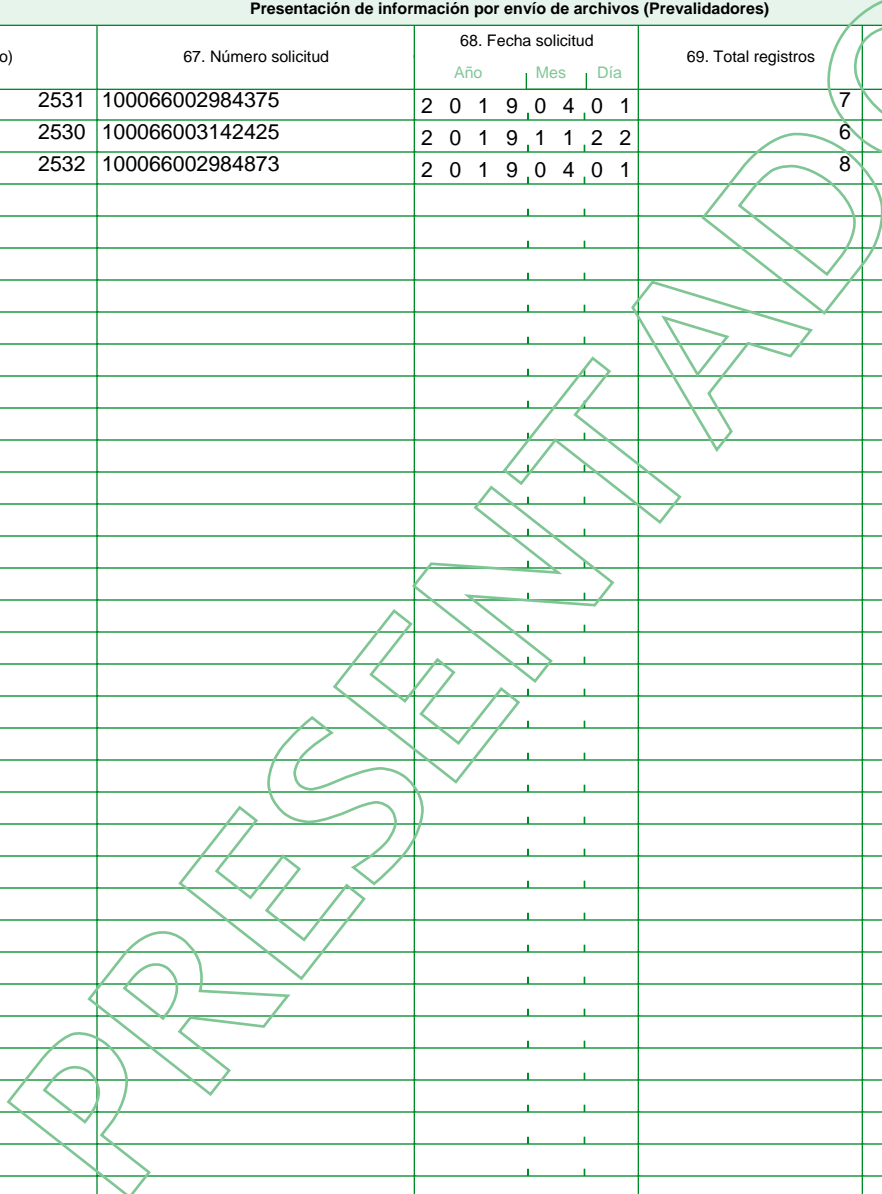 Presentación de información por envío de archivos (Prevalidadores)
o) 67. Número solicitud 68. Fecha solicitud 69. Total registros
Año Mes Día
2531 100066002984375 2 0 1 9 0 4 0 1 7
2530 100066003142425 2 0 1 9 1 1 2 2 6
2532 100066002984873 2 0 1 9 0 4 0 1 8
PRESENTADO